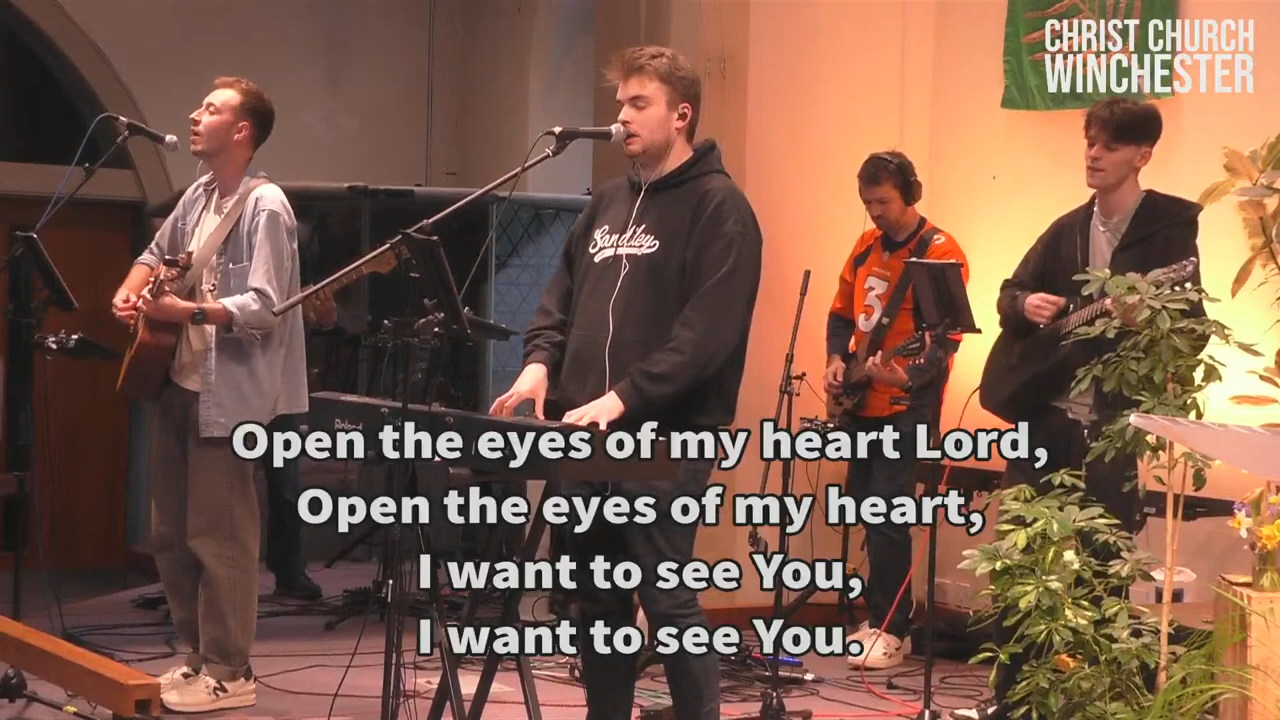 CHRIST CHURCH
WINCHESTER
Sandley
3
Roland
Open the eyes of my heart Lord,
Open the eyes of my heart,
I want to see You,
I want to see You.